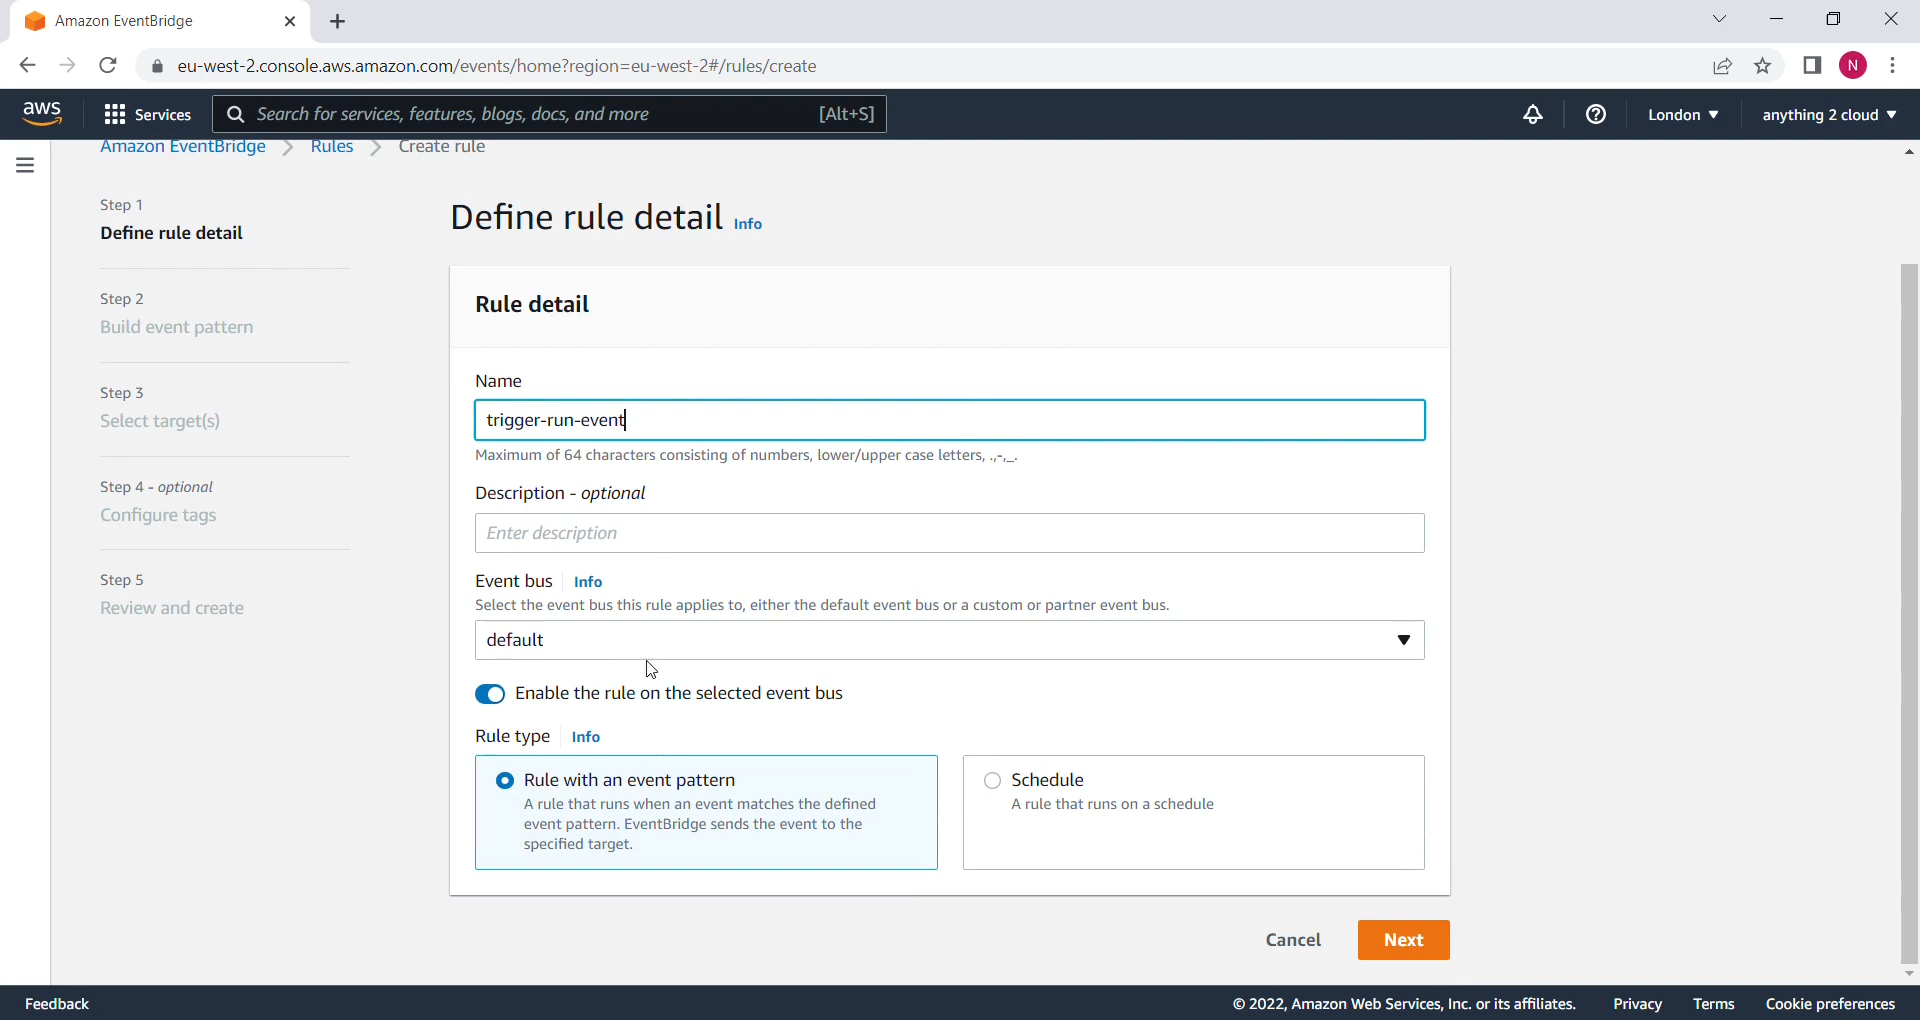 Amazon EventBridge
eu-west-2.console.aws.amazon.com/events/home?region=eu-west-2#/rules/create
N
aws Services Search for services, features, blogs, docs, and more [Alt+S] London anything 2 cloud
Amazon EventBridge Rules Create rule
Step 1
Define rule detail
Step 2
Build event pattern
Step 3
Select target(s)
Step 4 - optional
Configure tags
Step 5
Review and create
Define rule detail Info
Rule detail
Name
trigger-run-event
Maximum of 64 characters consisting of numbers, lower/upper case letters, .,-,_.
Description - optional
Enter description
Event bus Info
Select the event bus this rule applies to, either the default event bus or a custom or partner event bus.
default
Enable the rule on the selected event bus
Rule type Info
Rule with an event pattern
A rule that runs when an event matches the defined
event pattern. EventBridge sends the event to the
specified target.
Schedule
A rule that runs on a schedule
Cancel Next
Feedback © 2022, Amazon Web Services, Inc. or its affiliates. Privacy Terms Cookie preferences